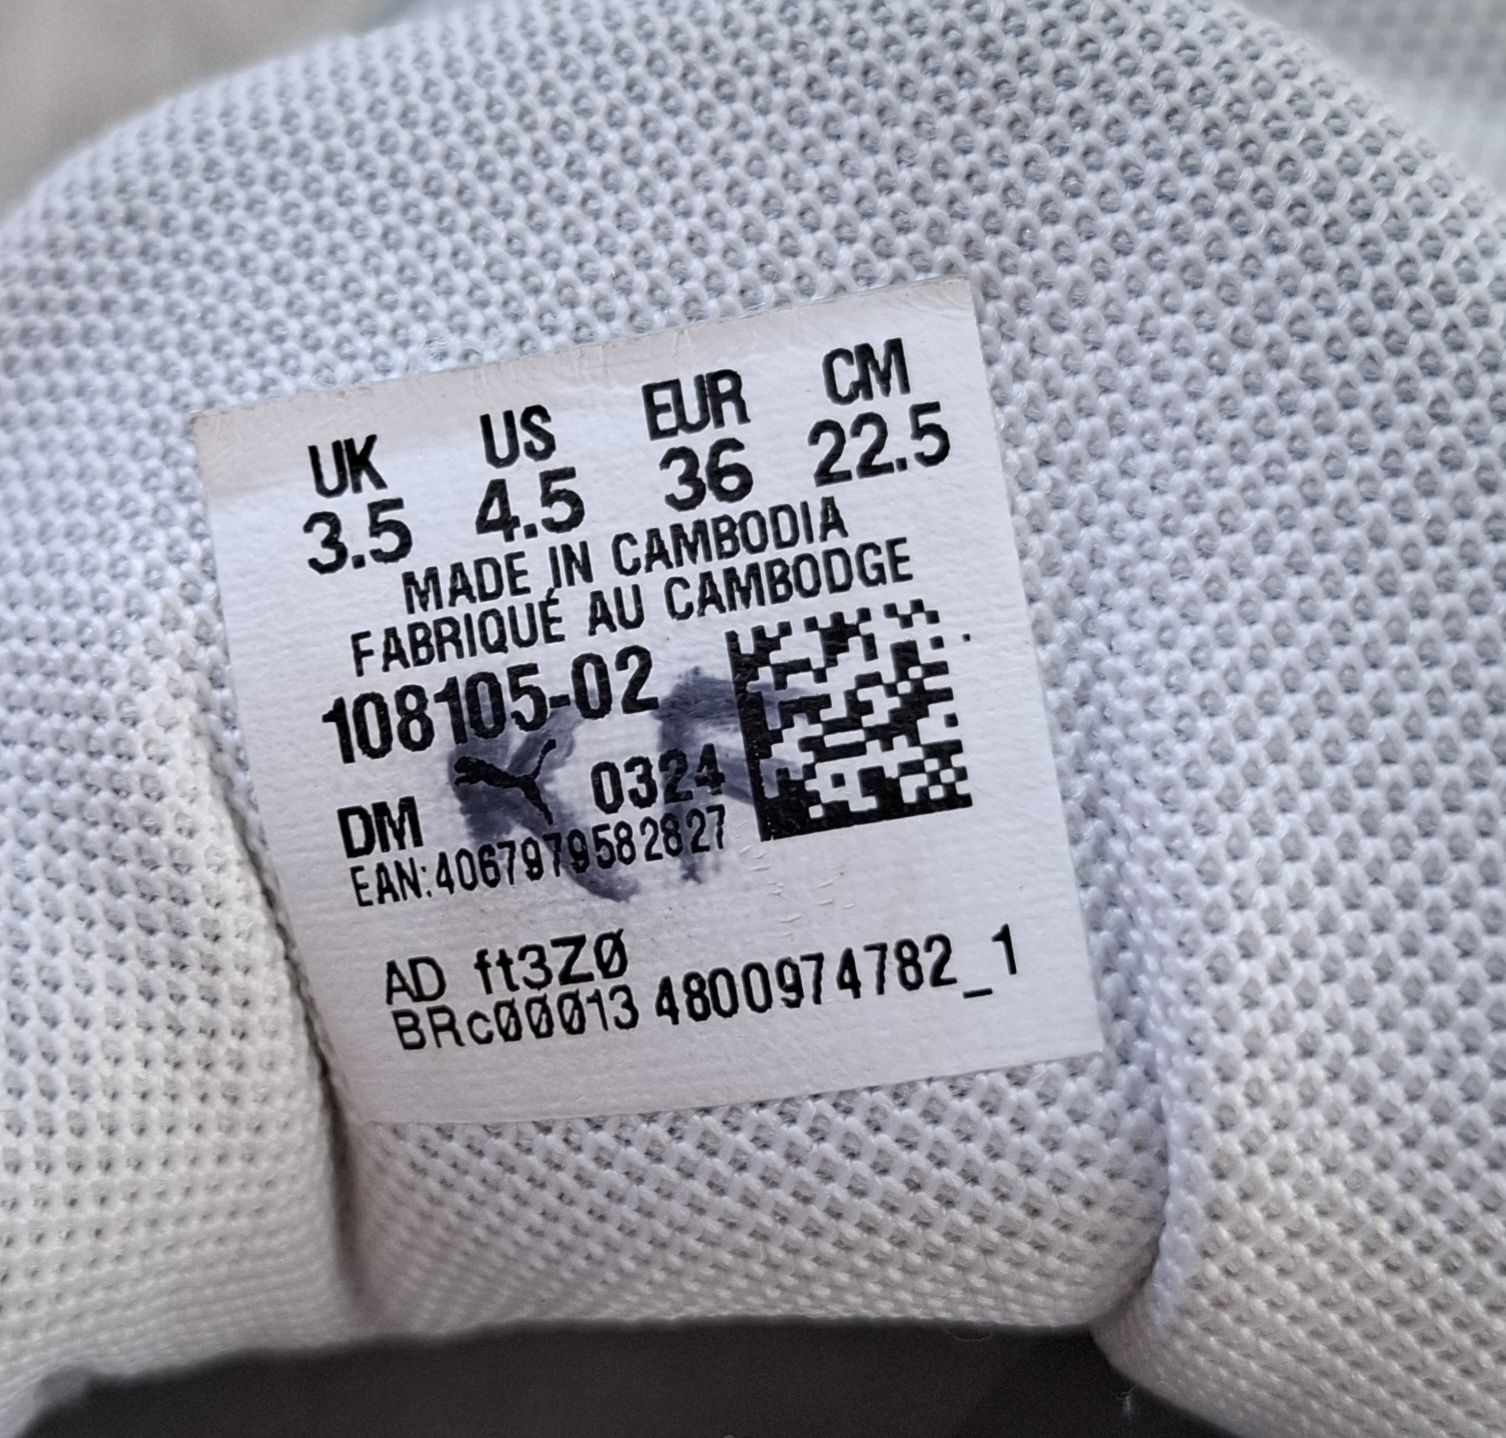 UK US EUR CM
3.5 4.5 36 22.5
MADE IN CAMBODIA
FABRIQUÉ AU CAMBODGE
108105-02
DM 0324
EAN:4067979582827
AD ft3ZØ
BRcØØØ13 4800974782_1